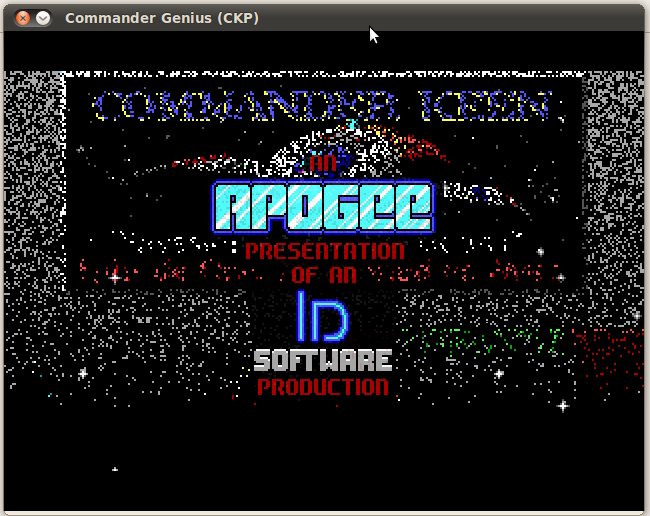 Commander Genius (CKP)
COMMANDER KEEN
AN
APOGEE
PRESENTATION
OF AN
ID
SOFTWARE
PRODUCTION